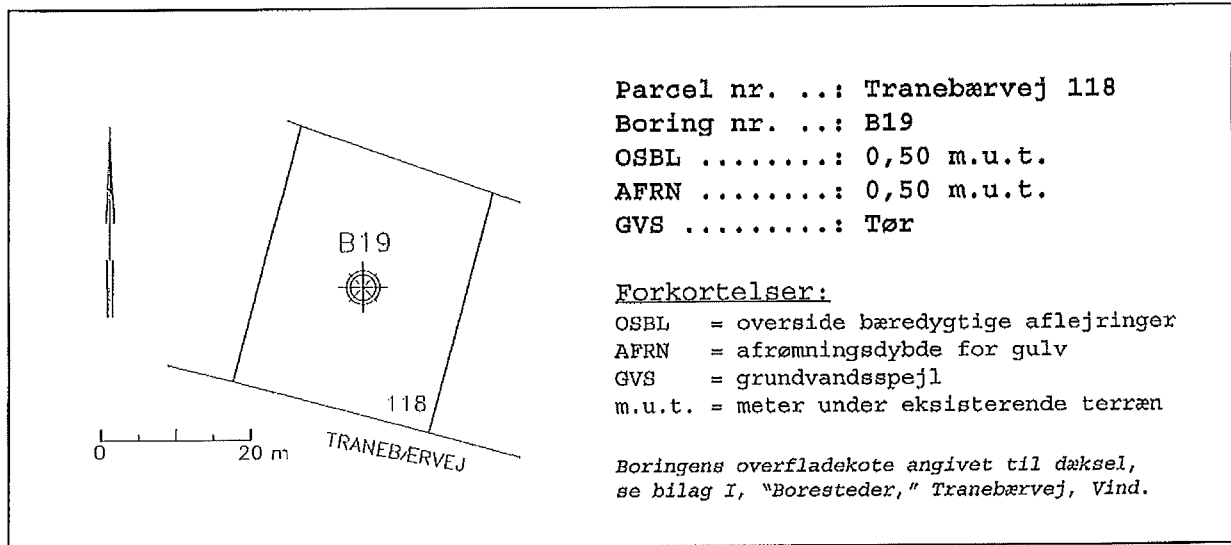 Parcel nr. ..: Tranebærvej 118
Boring nr. ..: B19
OSBL ........: 0,50 m.u.t.
AFRN ........: 0,50 m.u.t.
GVS .........: Tør
B19
118
TRANEBÆRVEJ
0 20 m
Forkortelser:
OSBL = overside bæredygtige aflejringer
AFRN = afrømningsdybde for gulv
GVS = grundvandsspejl
m.u.t. = meter under eksisterende terræn
Boringens overfladekote angivet til dæksel,
se bilag I, "Boresteder," Tranebærvej, Vind.